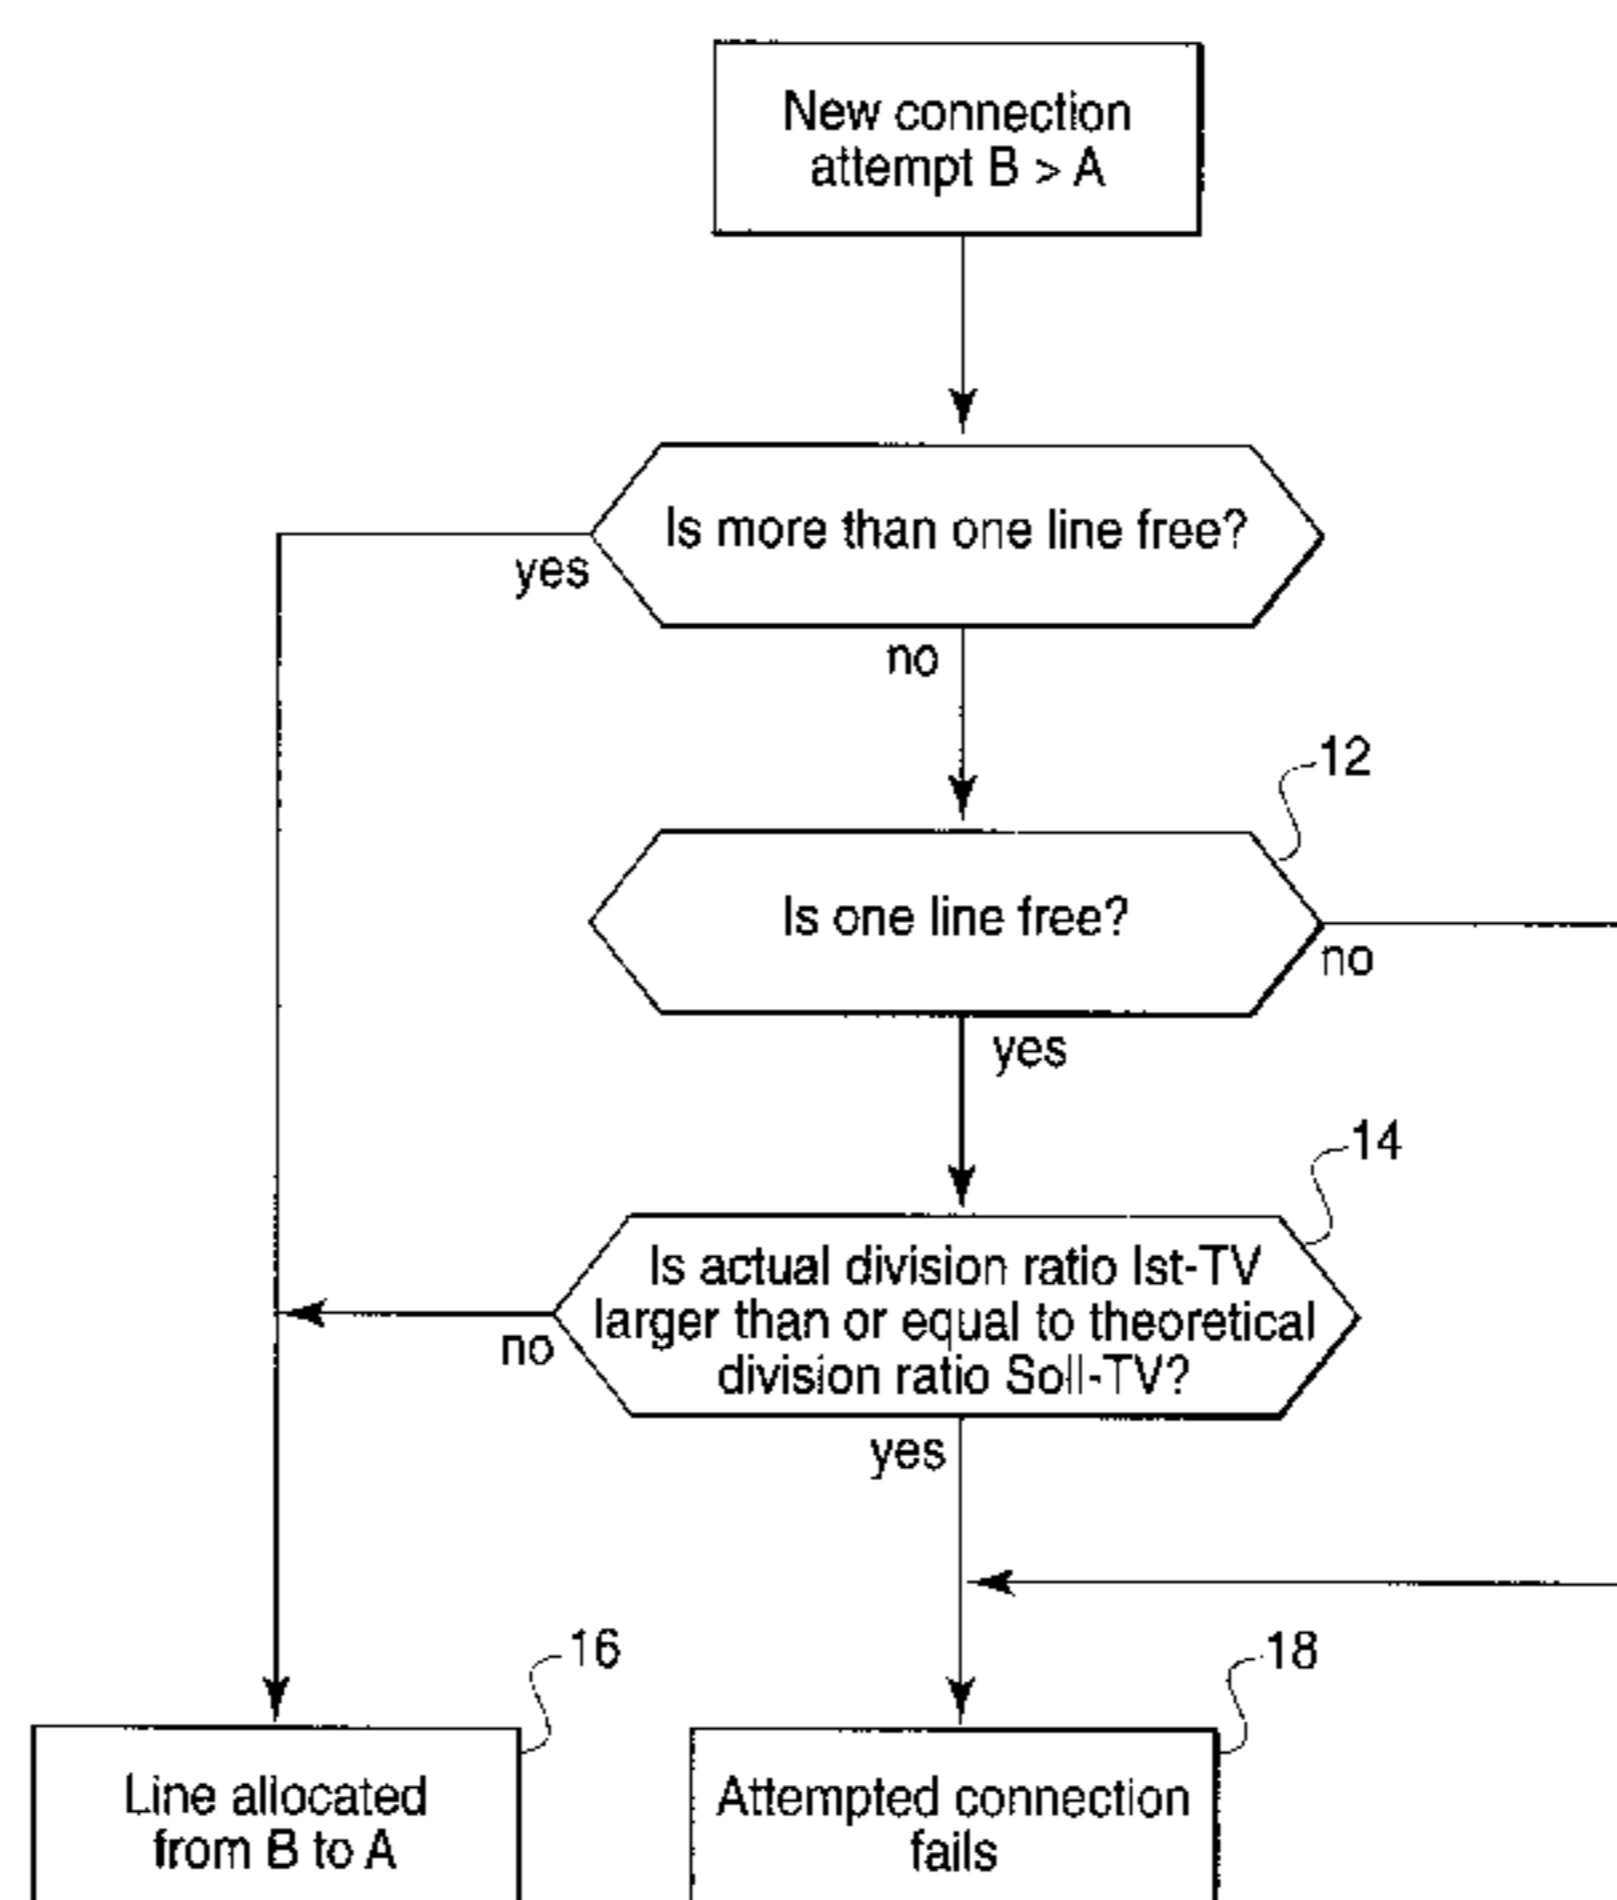 New connection
attempt B > A
Is more than one line free?
yes
no
12
Is one line free?
no
yes
14
Is actual division ratio Ist-TV
larger than or equal to theoretical
division ratio Soll-TV?
no
yes
16
18
Line allocated
from B to A
Attempted connection
fails